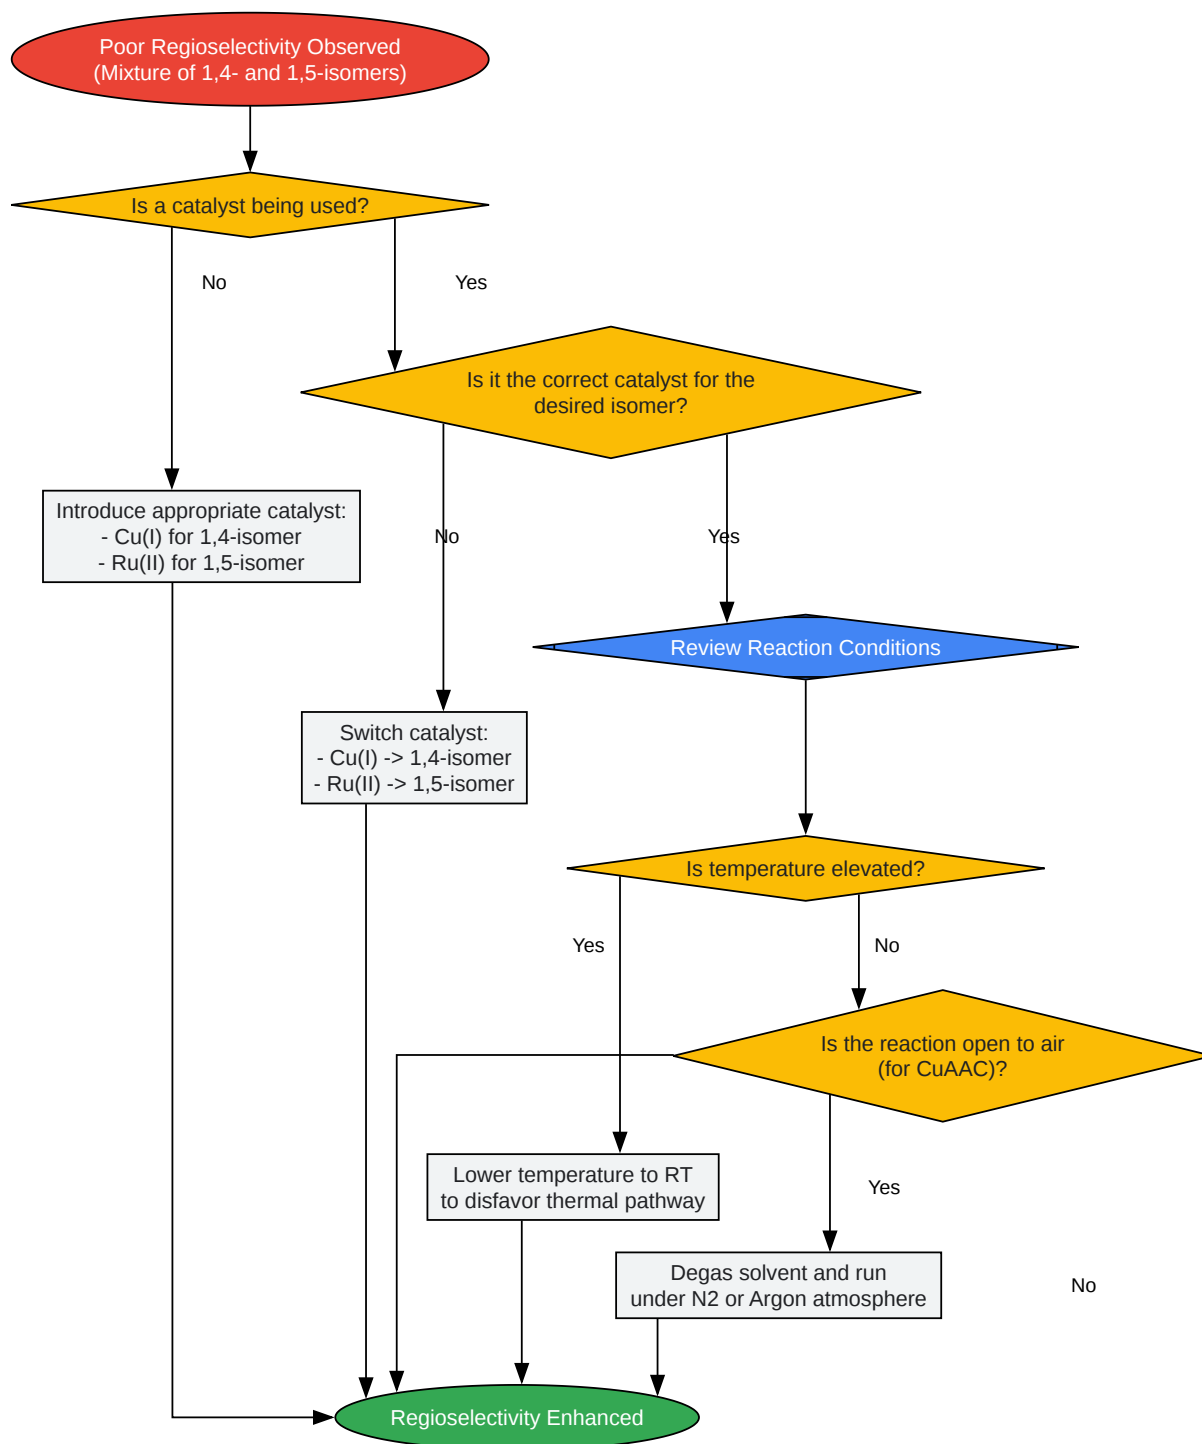 Poor Regioselectivity Observed
(Mixture of 1,4- and 1,5-isomers)
Is a catalyst being used?
No
Yes
Is it the correct catalyst for the
desired isomer?
Introduce appropriate catalyst:
- Cu(I) for 1,4-isomer
- Ru(II) for 1,5-isomer
No
Yes
Review Reaction Conditions
Switch catalyst:
- Cu(I) -> 1,4-isomer
- Ru(II) -> 1,5-isomer
Is temperature elevated?
Yes
No
Is the reaction open to air
(for CuAAC)?
Lower temperature to RT
to disfavor thermal pathway
Yes
Degas solvent and run
under N2 or Argon atmosphere
No
Regioselectivity Enhanced